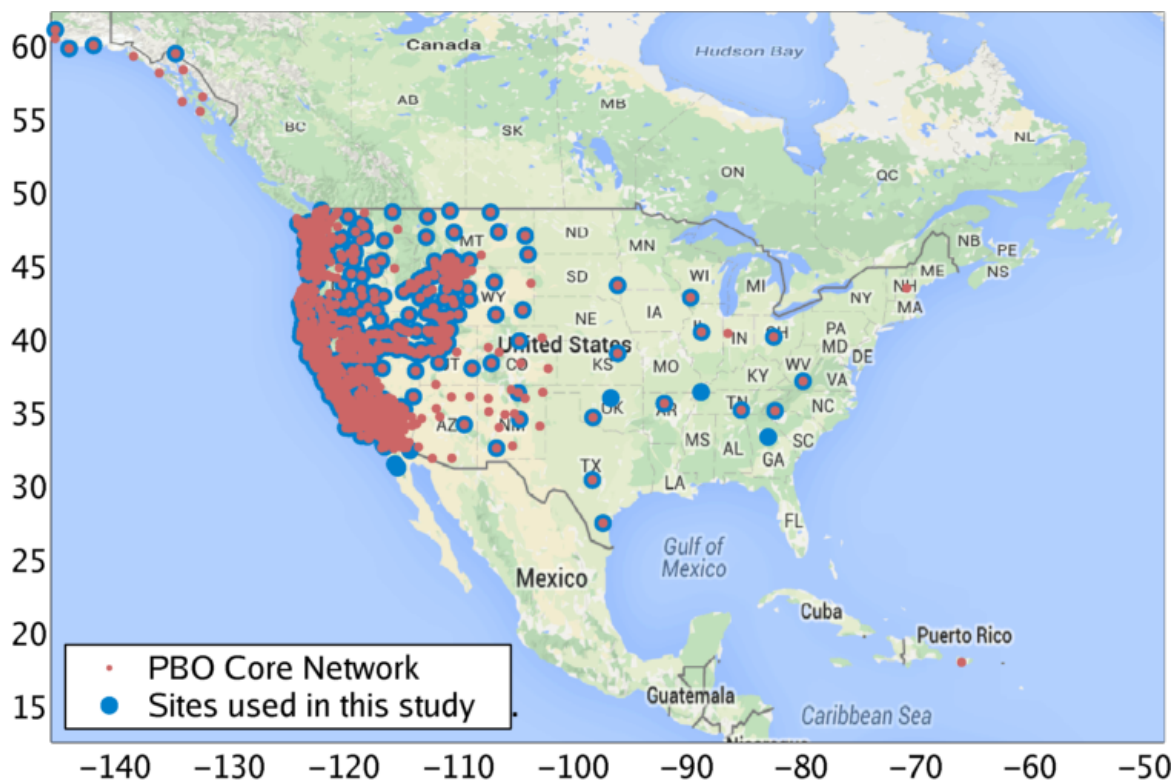 Canada
Hudson Bay
60
AB
MB
55
BC
SK
NL
ON
QC
50
MT
ND
MN
NB
PE
45
WI
ME
NS
SD
MI
NH
WY
NY
MA
IA
NE
PA
40
United States
IN
OH
MD
CO
KS
MO
WV
DE
KY
VA
35
AZ
NM
OK
AR
TN
NC
MS
AL
SC
GA
30
TX
LA
FL
25
Gulf of
Mexico
Mexico
20
Cuba
Puerto Rico
PBO Core Network
15
Sites used in this study .
Guatemala
Caribbean Sea
−140 −130 −120 −110 −100 −90 −80 −70 −60 −50